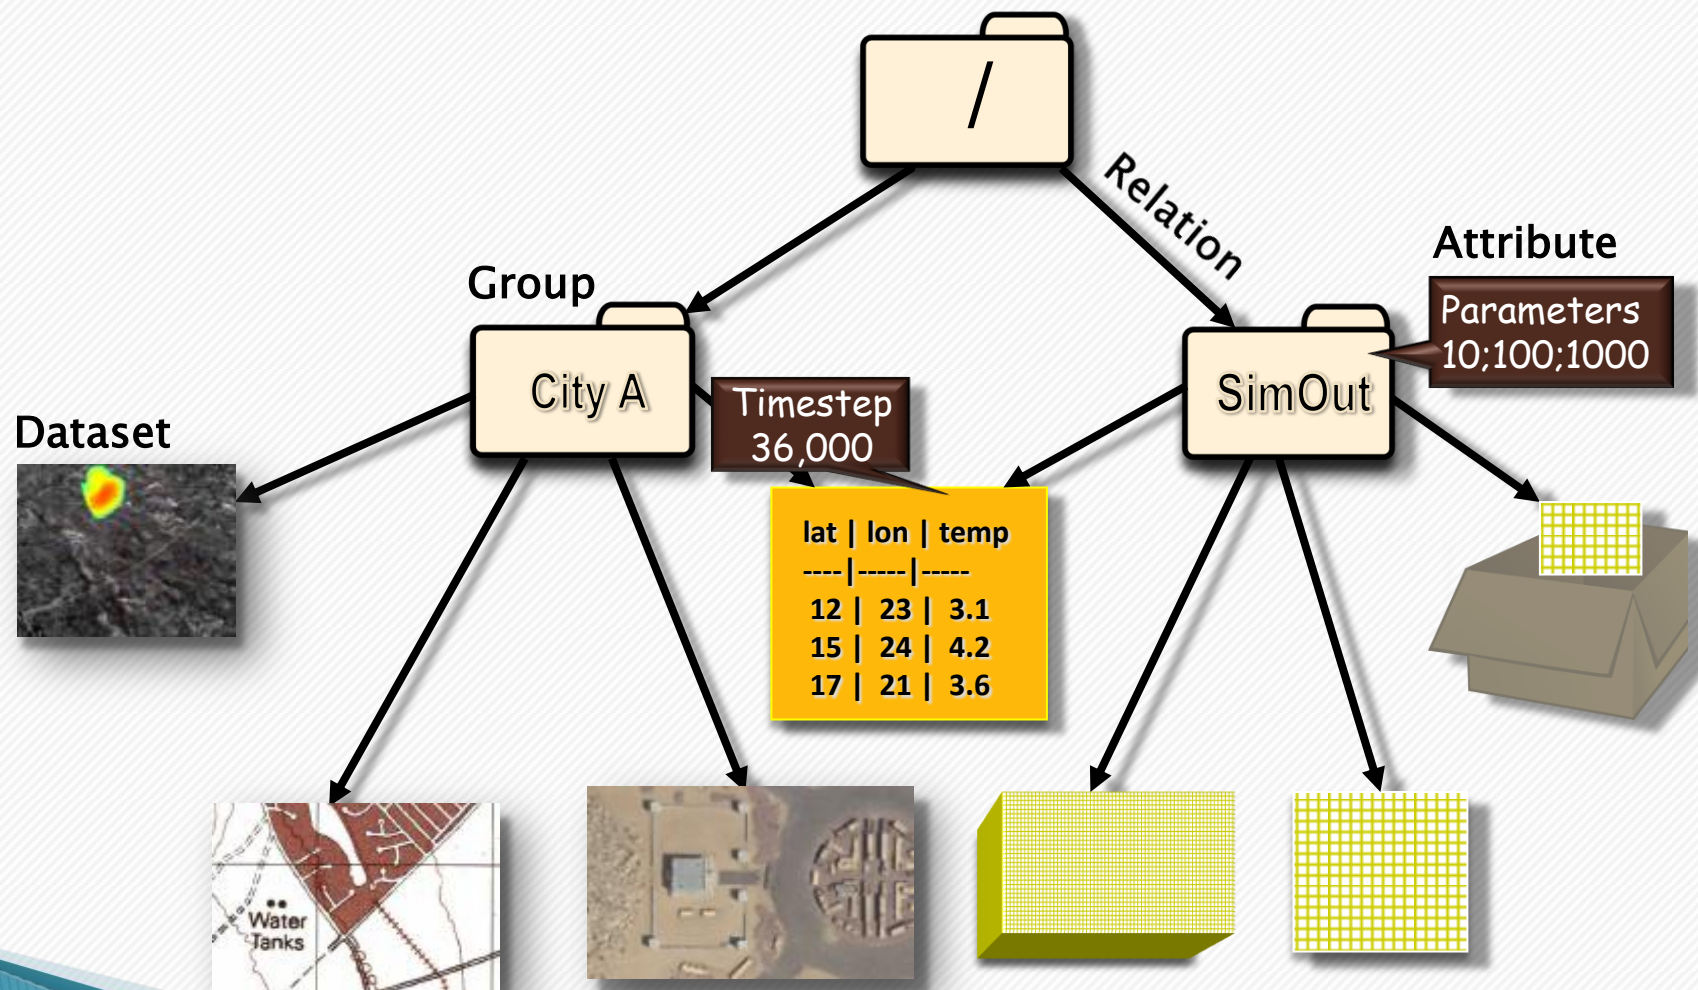 /
Relation
Group
Attribute
Parameters
10;100;1000
City A
SimOut
Timestep
36,000
Dataset
lat | lon | temp
----|-----|-----
12 | 23 | 3.1
15 | 24 | 4.2
17 | 21 | 3.6
Water
Tanks